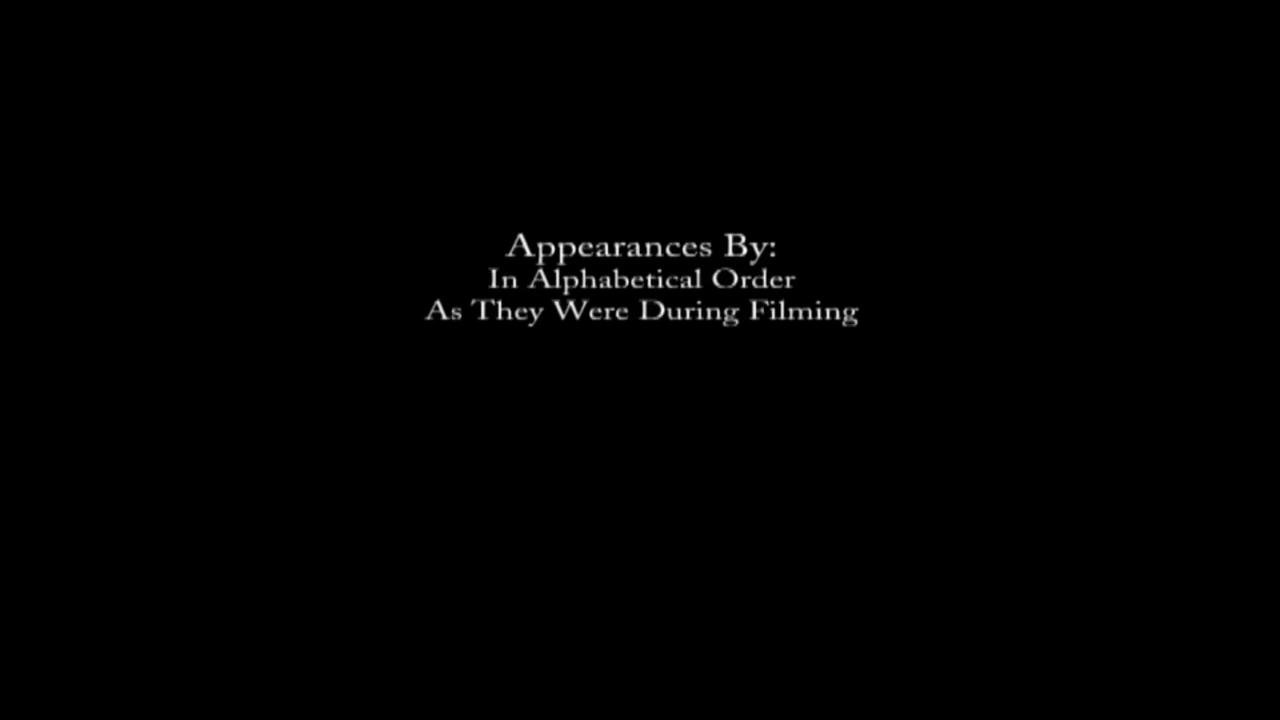 Appearances By:
In Alphabetical Order
As They Were During Filming